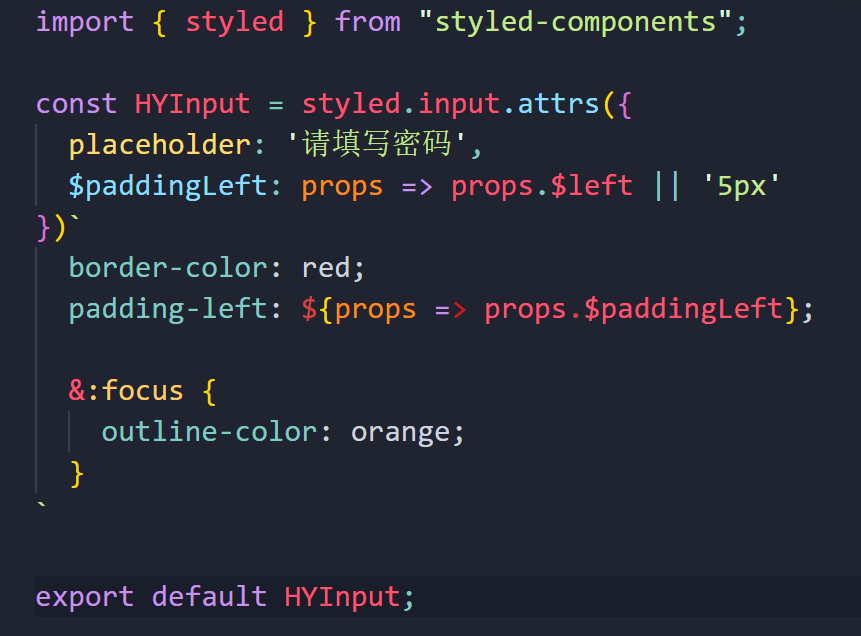 import { styled } from "styled-components";
const HYInput = styled.input.attrs({
placeholder: '请填写密码',
$paddingLeft: props => props.$left || '5px'
})`
border-color: red;
padding-left: ${props => props.$paddingLeft};
&:focus {
outline-color: orange;
}
`
export default HYInput;